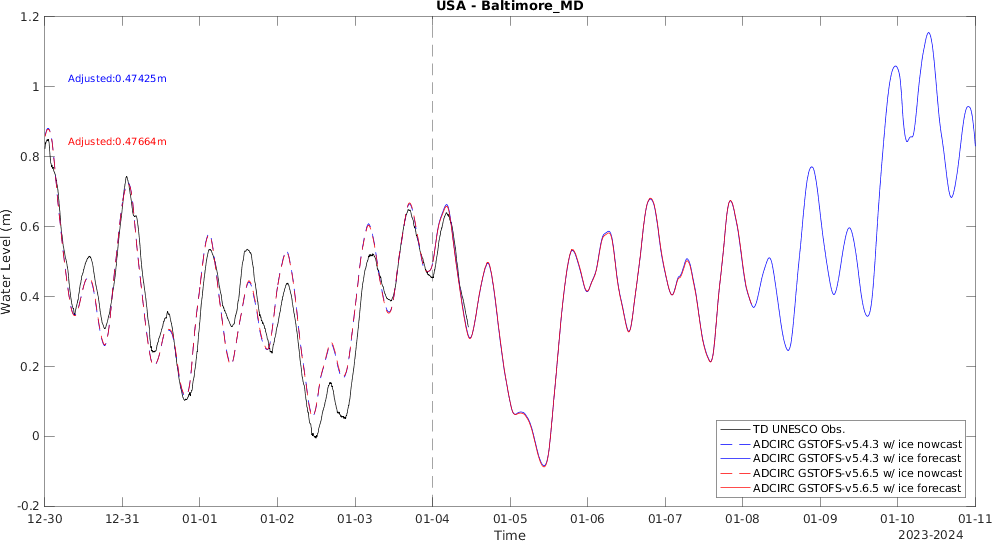 USA - Baltimore_MD
1.2
1
0.8
0.6
0.4
0.2
0
-0.2
Water Level (m)
Adjusted:0.47425m
Adjusted:0.47664m
TD UNESCO Obs.
ADCIRC GSTOFS-v5.4.3 w/ ice nowcast
ADCIRC GSTOFS-v5.4.3 w/ ice forecast
ADCIRC GSTOFS-v5.6.5 w/ ice nowcast
ADCIRC GSTOFS-v5.6.5 w/ ice forecast
12-30 12-31 01-01 01-02 01-03 01-04 01-05 01-06 01-07 01-08 01-09 01-10 01-11
Time
2023-2024